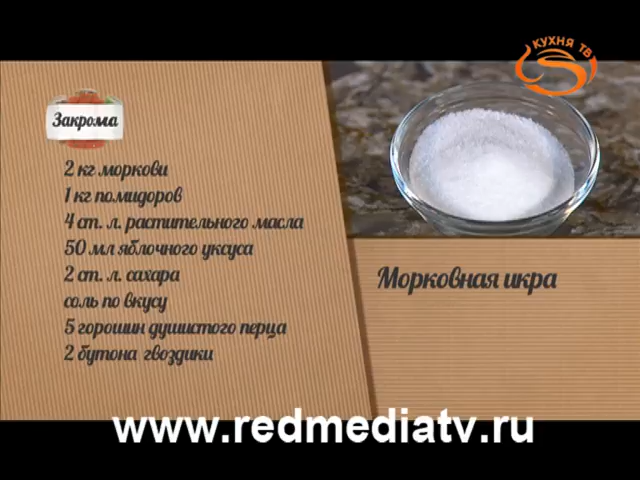 КУХНЯ ТВ
Закрома
2 кг моркови
1 кг помидоров
4 ст. л. растительного масла
50 мл яблочного уксуса
2 ст. л. сахара
соль по вкусу
5 горошин душистого перца
2 бутона гвоздики
Морковная икра
www.redmediatv.ru